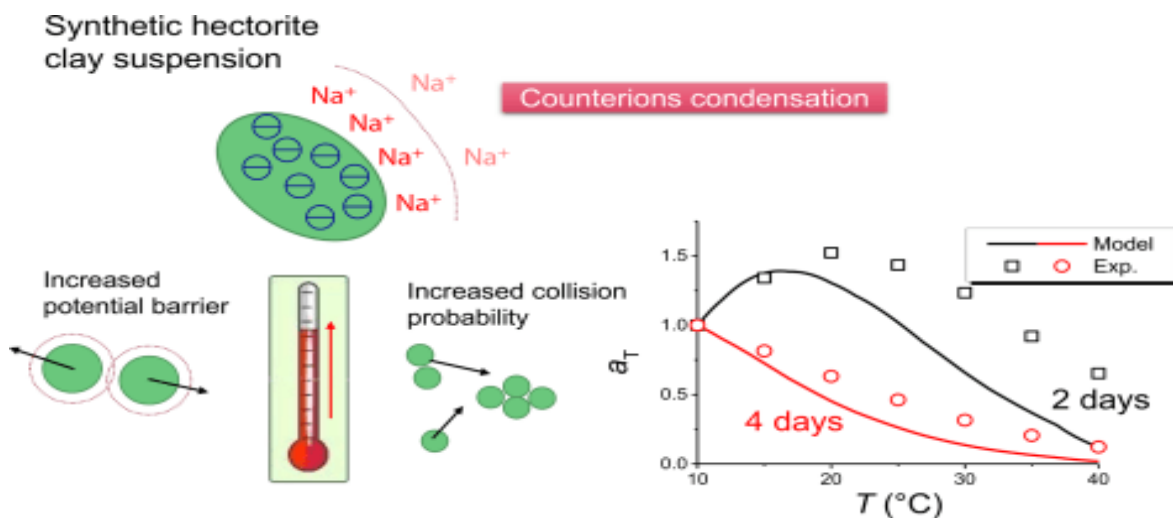 Synthetic hectorite
clay suspension
Na⁺
Na⁺
Na⁺
Na⁺
Na⁺
Na⁺
Counterions condensation
Increased
potential barrier
Increased collision
probability
Model
Exp.
1.5
1.0
0.5
0.0
aT
4 days
2 days
10
20
30
40
T (°C)